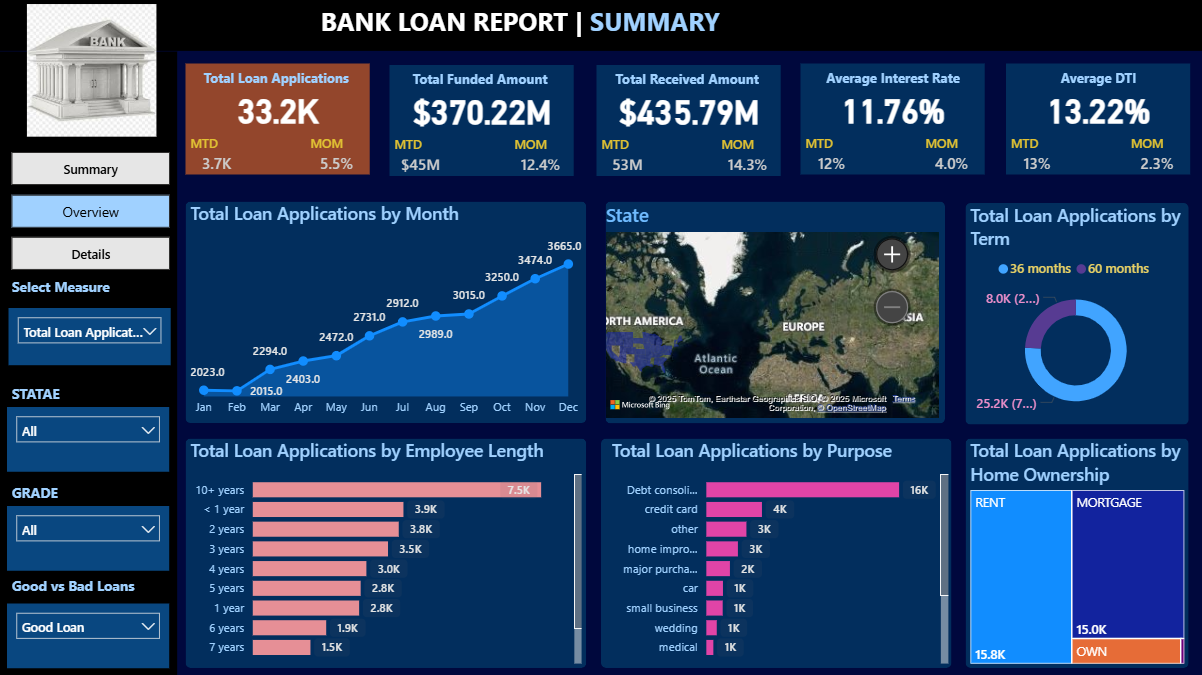 BANK LOAN REPORT | SUMMARY
BANK
Summary
Overview
Details
Select Measure
Total Loan Applicat...
STATAE
All
GRADE
All
Good vs Bad Loans
Good Loan
Total Loan Applications
33.2K
MTD MOM
3.7K 5.5%
Total Funded Amount
$370.22M
MTD MOM
$45M 12.4%
Total Received Amount
$435.79M
MTD MOM
53M 14.3%
Average Interest Rate
11.76%
MTD MOM
12% 4.0%
Average DTI
13.22%
MTD MOM
13% 2.3%
Total Loan Applications by Month
2023.0
2015.0
2294.0
2403.0
2472.0
2731.0
2912.0
2989.0
3015.0
3250.0
3474.0
3665.0
Jan Feb Mar Apr May Jun Jul Aug Sep Oct Nov Dec
State
+
−
ORTH AMERICA
EUROPE
SIA
Atlantic
Ocean
Microsoft Bing
© 2025 TomTom, Earthstar Geographics, © 2025 Microsoft
Corporation, © OpenStreetMap
Terms
Total Loan Applications by
Term
36 months 60 months
8.0K (2...)
25.2K (7...)
Total Loan Applications by Employee Length
10+ years 7.5K
< 1 year 3.9K
2 years 3.8K
3 years 3.5K
4 years 3.0K
5 years 2.8K
1 year 2.8K
6 years 1.9K
7 years 1.5K
Total Loan Applications by Purpose
Debt consoli... 16K
credit card 4K
other 3K
home impro... 3K
major purcha... 2K
car 1K
small business 1K
wedding 1K
medical 1K
Total Loan Applications by
Home Ownership
RENT
15.8K
MORTGAGE
15.0K
OWN